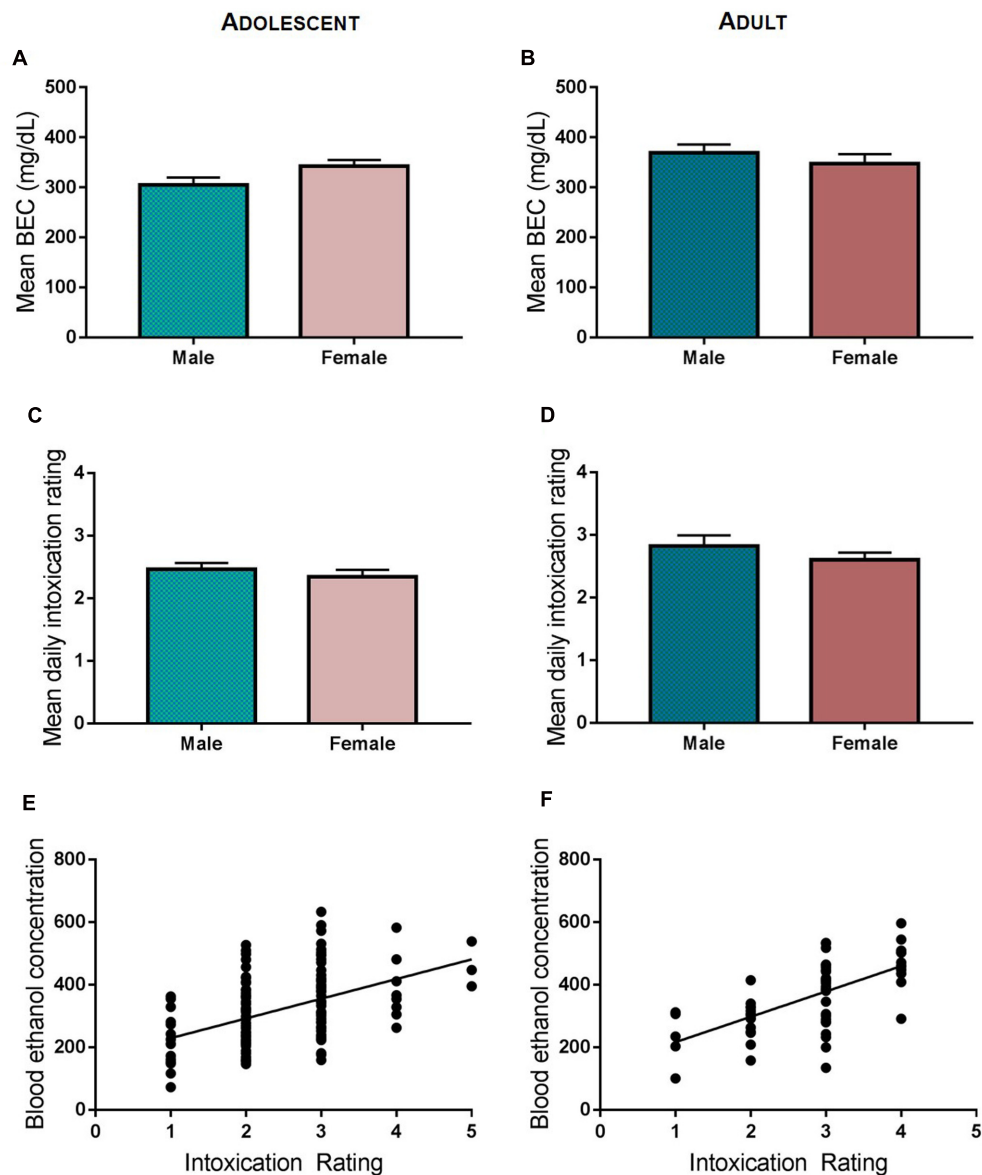 ADOLESCENT
ADULT
A
500
400
300
200
100
0
Mean BEC (mg/dL)
Male
Female
B
500
400
300
200
100
0
Mean BEC (mg/dL)
Male
Female
C
4
3
2
1
0
Mean daily intoxication rating
Male
Female
D
4
3
2
1
0
Mean daily intoxication rating
Male
Female
E
800
600
400
200
0
Blood ethanol concentration
0 1 2 3 4 5
Intoxication Rating
F
800
600
400
200
0
Blood ethanol concentration
0 1 2 3 4 5
Intoxication Rating